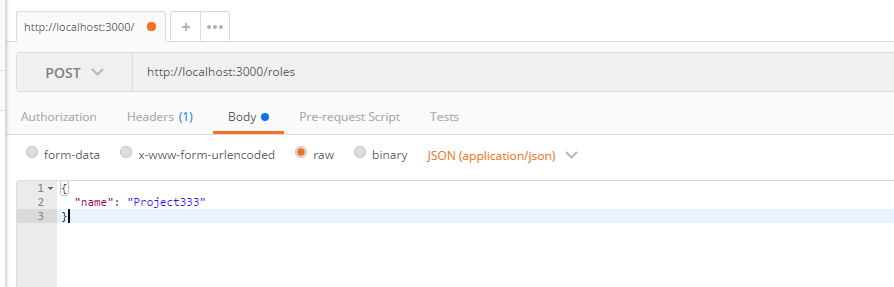 http://localhost:3000/
POST
http://localhost:3000/roles
Authorization Headers (1) Body Pre-request Script Tests
form-data x-www-form-urlencoded raw binary JSON (application/json)
1 {
2 "name": "Project333"
3 }